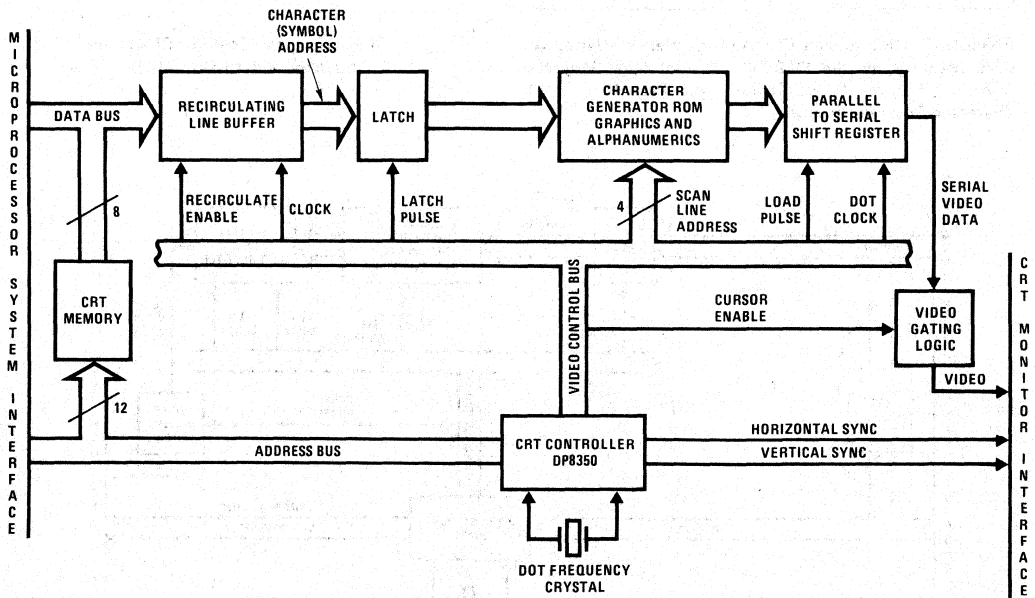 MICROPROCESSOR SYSTEM INTERFACE
CHARACTER
(SYMBOL)
ADDRESS
DATA BUS
RECIRCULATING
LINE BUFFER
LATCH
CHARACTER
GENERATOR ROM
GRAPHICS AND
ALPHANUMERICS
PARALLEL
TO SERIAL
SHIFT REGISTER
8
RECIRCULATE
ENABLE
CLOCK
LATCH
PULSE
4
SCAN
LINE
ADDRESS
LOAD
PULSE
DOT
CLOCK
SERIAL
VIDEO
DATA
CRT
MEMORY
VIDEO CONTROL BUS
CURSOR
ENABLE
VIDEO
GATING
LOGIC
VIDEO
CRT MONITOR INTERFACE
12
ADDRESS BUS
CRT CONTROLLER
DP8350
HORIZONTAL SYNC
VERTICAL SYNC
DOT FREQUENCY
CRYSTAL